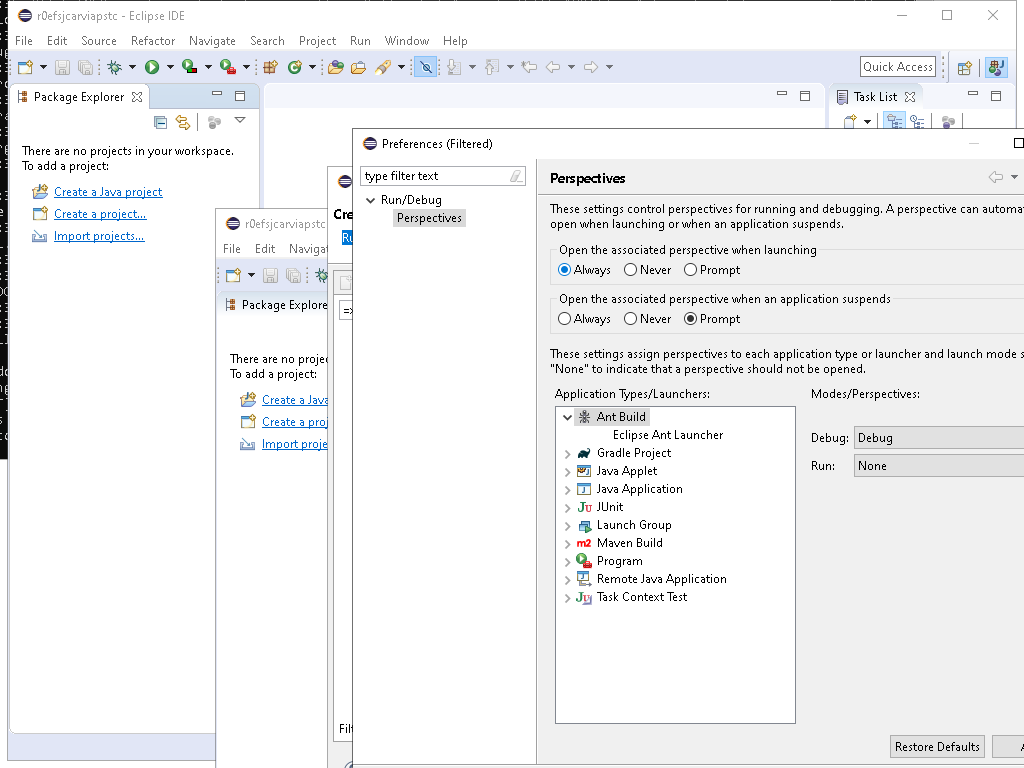 r0efsjcarviapstc - Eclipse IDE
File Edit Source Refactor Navigate Search Project Run Window Help
Quick Access
Package Explorer
Task List
There are no projects in your workspace.
To add a project:
Create a Java project
Create a project...
Import projects...
r0efsjcarviapstc
File Edit
Package Explore
There are no
To add a project:
Create a Java
Create a
Import
Preferences (Filtered)
type filter text
Run/Debug
Perspectives
Perspectives
These settings control perspectives for running and debugging. A perspective can
open when launching or when an application suspends.
Open the associated perspective when launching
Always Never Prompt
Open the associated perspective when an application suspends
Always Never Prompt
These settings assign perspectives to each application type or launcher and launch mode
"None" to indicate that a perspective should not be opened.
Application Types/Launchers:
Modes/Perspectives:
Ant Build
Eclipse Ant Launcher
Gradle Project
Java Applet
Java Application
JUnit
Launch Group
Maven Build
Program
Remote Java Application
Task Context Test
Debug: Debug
Run: None
Restore Defaults